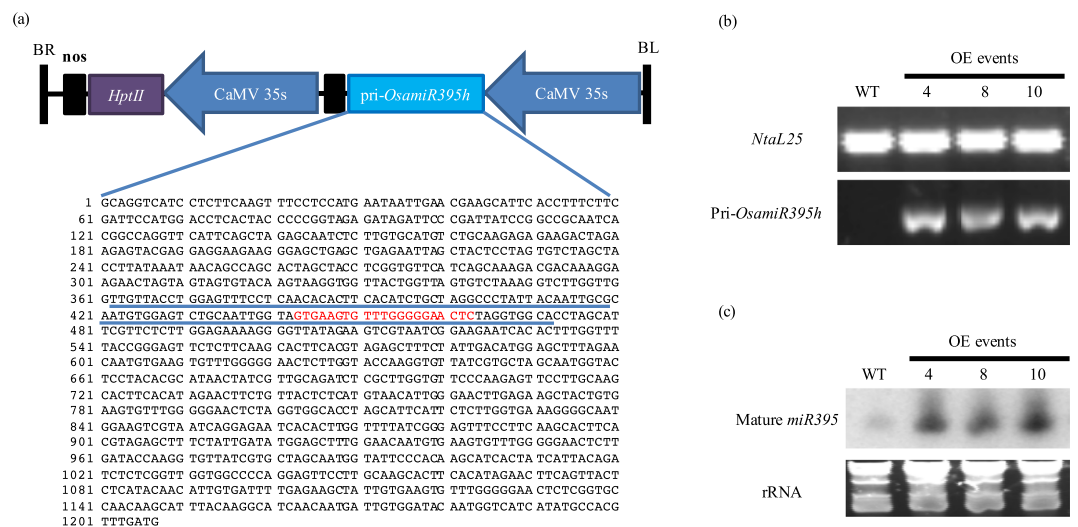 (a)
BR
nos
HptII
CaMV 35s
pri-OsamiR395h
CaMV 35s
BL
1 GCAGGTCATC CTCTTCAAGT TTCCTCCATG AATAATTGAA CGAAGCATTC ACCTTTCTTC
61 GATTCCATGG ACCTCACTAC CCCCCGGTAG AGATAGATTC CCGATTATCC GGCCGCAATCA
121 CGGCCAGGTT CATTCAGCTA GAGCAATCTC TTGTGCATGT CTGCAAGAGA GAAGACTAGA
181 AGAGTACGAG GAGGAAGAAG GGAGCTGAGC TGAGAATTAG CTACTCCTAG TGTCTAGCTA
241 CCTTATAAAT AACAGCCAGC ACTAGCTACC TCGGTGTTCA TCAGCAAAGA CGACAAAGGA
301 AGAACTAGTA GTAGTGTACA AGTAAGGTGG TTACTGGTTA GTGTCTAAAG GTCTTGGTTG
361 GTTGTTACCT GGAGTTTCCT CAACACACTT CACATCTGCT AGGCCCTATT ACAATTGCGC
421 AATGTGGAGT CTGCAATTGG TAGTGAAGTG TTTGGGGGAA CTCTAGGTGG CACCTAGCAT
481 TCGTTCTCTT GGAGAAAAGG GGTTATAGAA GTCGTAATCG GAAGAATCAC ACTTTGGTTT
541 TACCGGGAGT TCTCTTCAAG CACTTCACGT AGAGCTTTCT ATTGACATGG AGCTTTAGAA
601 CAATGTGAAG TGTTTGGGGG AACTCTTGGT ACCAAGGTGT TATCGTGCTA GCAATGGTAC
661 TCCTACACGC ATAACTATCG TTGCAGATCT CGCTTGGTGT TCCCAAGAGT TCCTTGCAAG
721 CACTTCACAT AGAACTTCTG TTACTCTCAT GTAACATTGG GAACTTGAGA AGCTACTGTG
781 AAGTGTTTGG GGGAACTCTA GGTGGCACCT AGCATTCATT CTCTTGGTGA AAGGGGCAAT
841 GGAAGTCGTA ATCAGGAGAA TCACACTTGG TTTTATCGGG AGTTTCCTTC AAGCACTTCA
901 CGTAGAGCTT TCTATTGATA TGGAGCTTTG GAACAATGTG AAGTGTTTGG GGGAACTCTT
961 GATACCAAGG TGTTATCGTG CTAGCAATGG TATTCCCACA AGCATCACTA TCATTACAGA
1021 TCTCTCGGTT GGTGGCCCCA GGAGTTCCTT GCAAGCACTT CACATAGAAC TTCAGTTACT
1081 CTCATACAAC ATTGTGATTT TGAGAAGCTA TTGTGAAGTG TTTGGGGGAA CTCTCGGTGC
1141 CAACAAGCAT TTACAAGGCA TCAACAATGA TTGTGGATAC AATGGTCATC ATATGCCACG
1201 TTTGATG
(b)
OE events
WT 4 8 10
NtaL25
Pri-OsamiR395h
(c)
OE events
WT 4 8 10
Mature miR395
rRNA